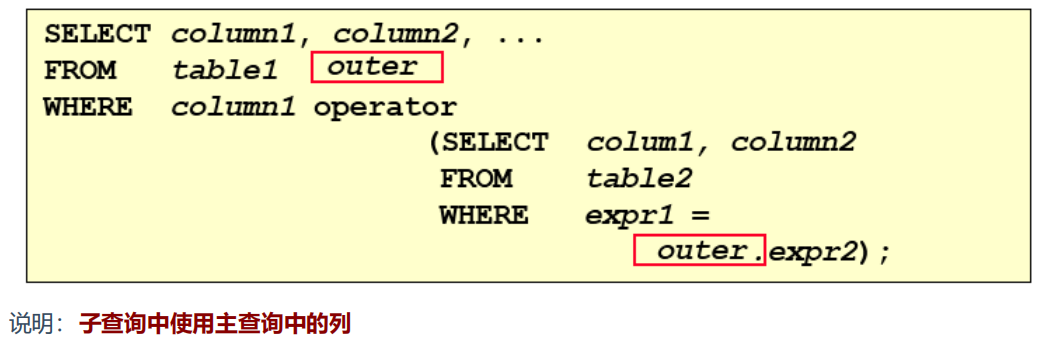 SELECT column1, column2, ...
FROM table1 outer
WHERE column1 operator
(SELECT colum1, column2
FROM table2
WHERE expr1 =
outer.expr2);
说明：子查询中使用主查询中的列